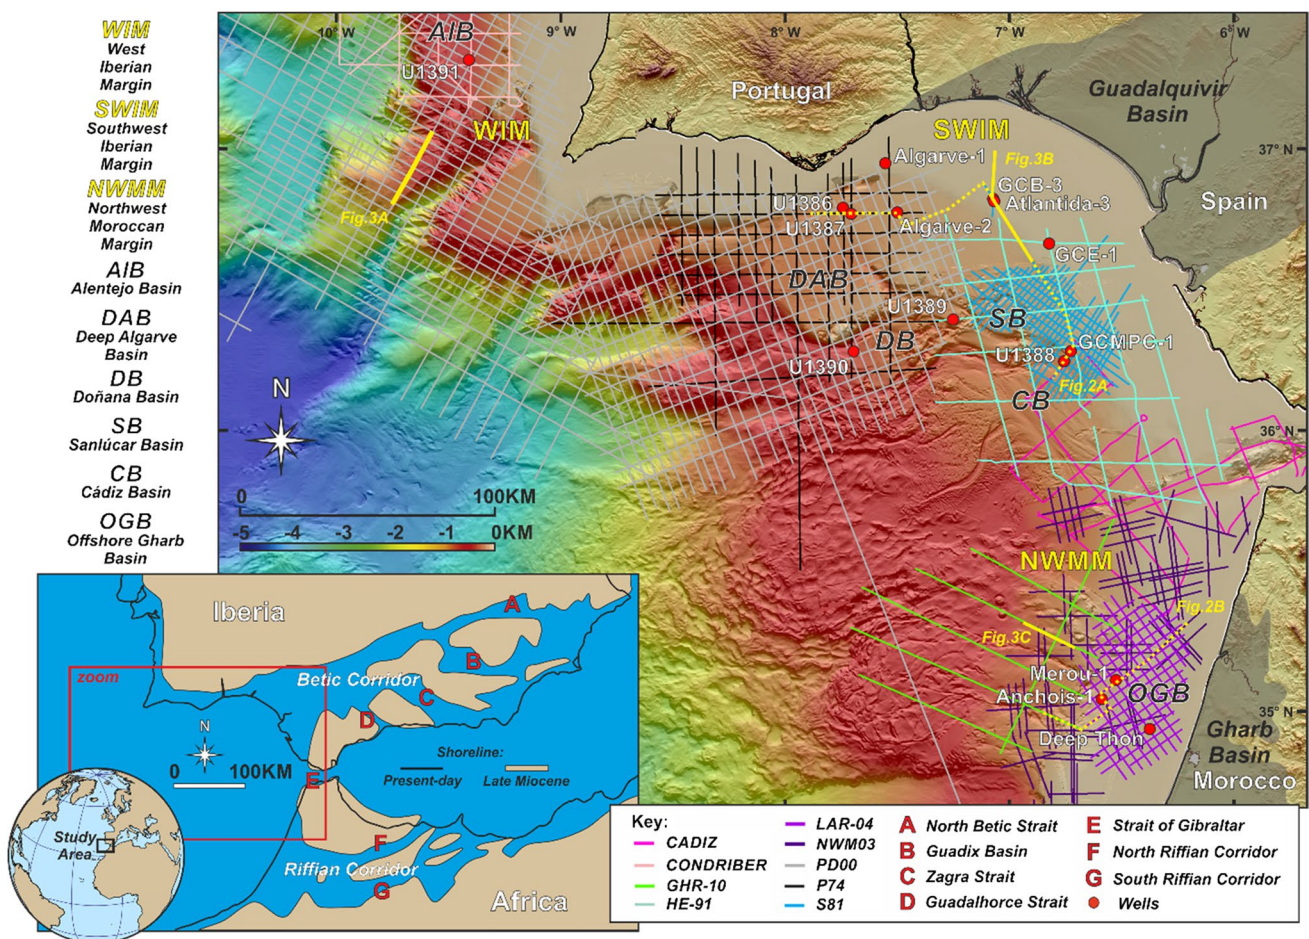 WIM
West
Iberian
Margin
SWIM
Southwest
Iberian
Margin
NWMM
Northwest
Moroccan
Margin
AIB
Alentejo Basin
DAB
Deep Algarve
Basin
DB
Doñana Basin
SB
Sanlúcar Basin
CB
Cádiz Basin
OGB
Offshore Gharb
Basin
10° W
9° W
8° W
7° W
6° W
37° N
36° N
35° N
AIB
U1391
WIM
Fig.3A
Portugal
Guadalquivir
Basin
SWIM
Algarve-1
Fig.3B
GCB-3
Atlantida-3
Spain
U1386
U1387
Algarve-2
GCE-1
DAB
U1389
SB
DB
U1390
GCMPC-1
U1388
Fig.2A
CB
N
0
100KM
-5
-4
-3
-2
-1
0KM
NWMM
Fig.2B
Fig.3C
Merou-1
Anchois-1
OGB
Deep Thon
Gharb
Basin
Morocco
Iberia
A
B
Betic Corridor
C
D
zoom
N
0
100KM
Shoreline:
Present-day
Late Miocene
E
F
Riffian Corridor
G
Africa
Study
Area
Key:
CADIZ
CONDRIBER
GHR-10
HE-91
LAR-04
NWM03
PD00
P74
S81
A North Betic Strait
B Guadix Basin
C Zagra Strait
D Guadalhorce Strait
E Strait of Gibraltar
F North Riffian Corridor
G South Riffian Corridor
Wells